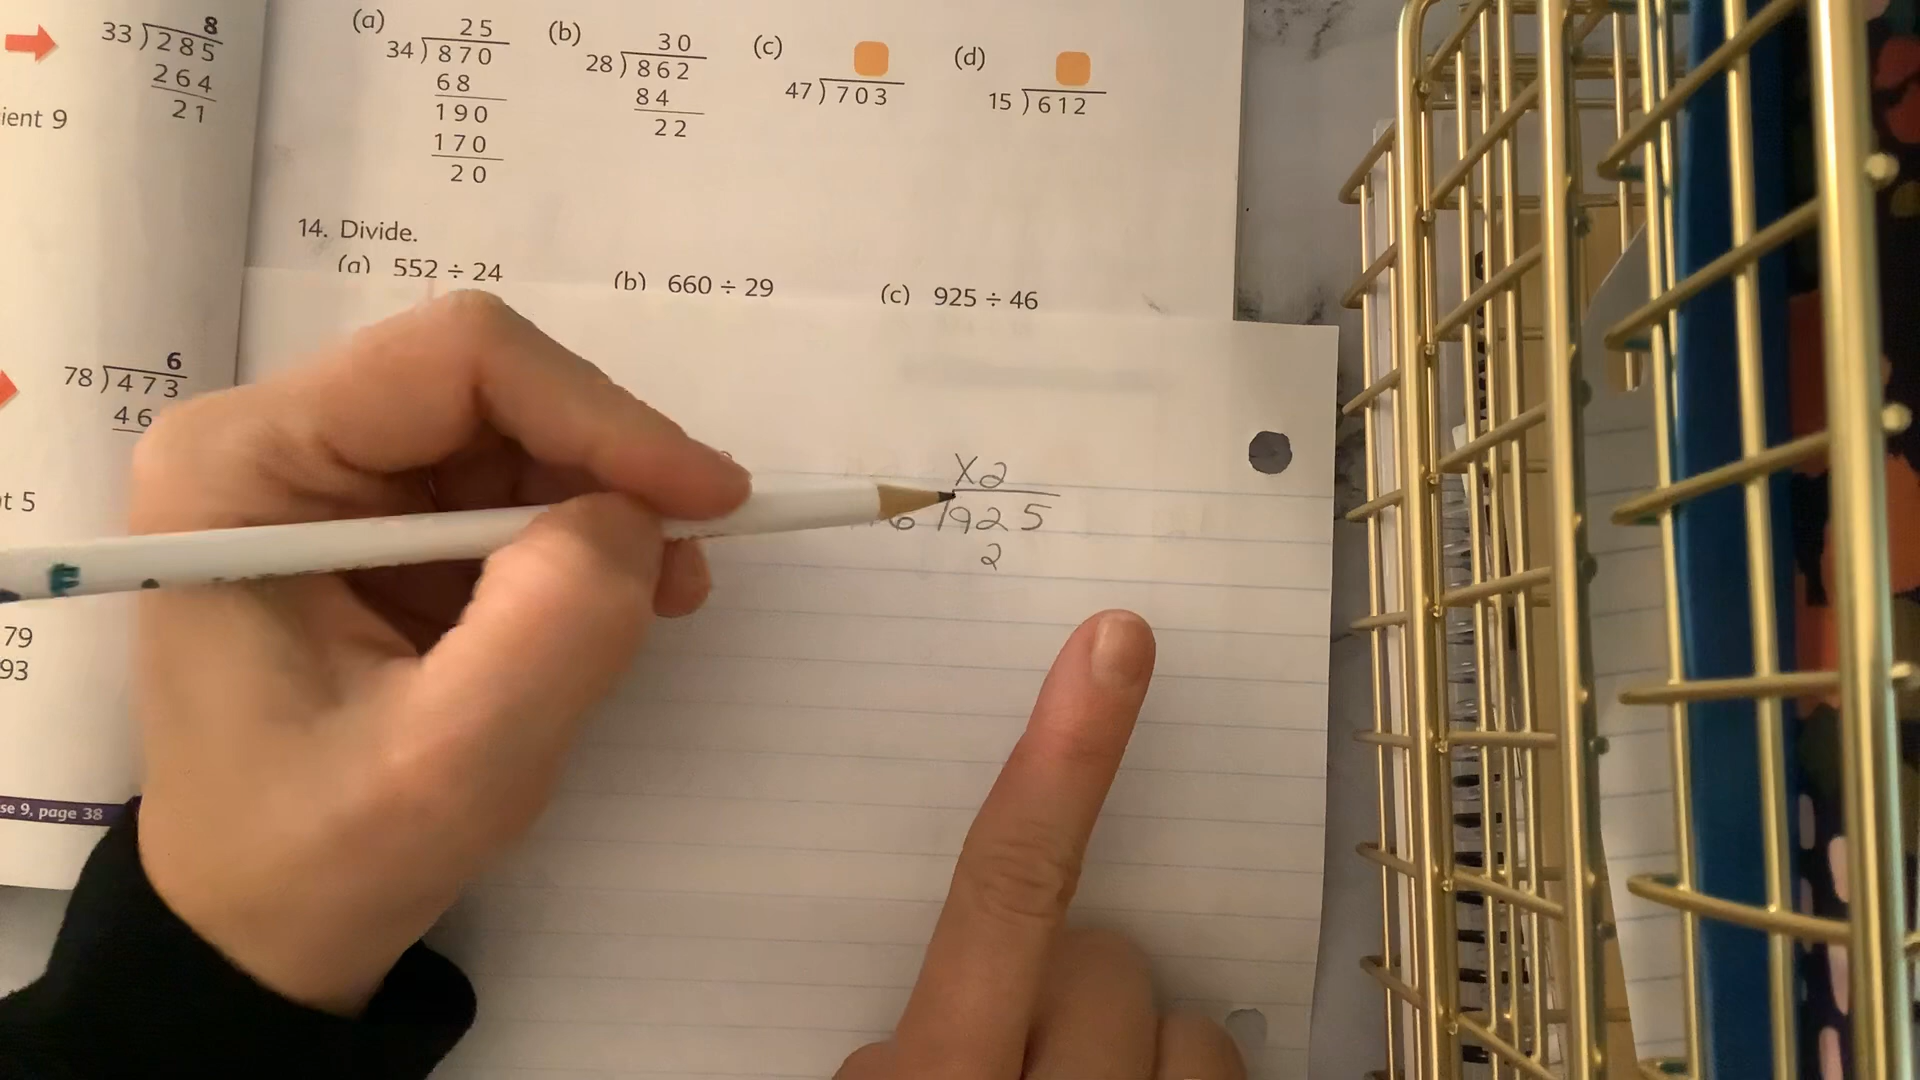 8
33 ) 285
264
21
ient 9
6
78 ) 473
46
t 5
79
93
se 9, page 38
(a) 25
34 ) 870
68
190
170
20
(b) 30
28 ) 862
84
22
(c)
47 ) 703
(d)
15 ) 612
14. Divide.
(a) 552 ÷ 24
(b) 660 ÷ 29
(c) 925 ÷ 46
X2
6 ) 925
2
E